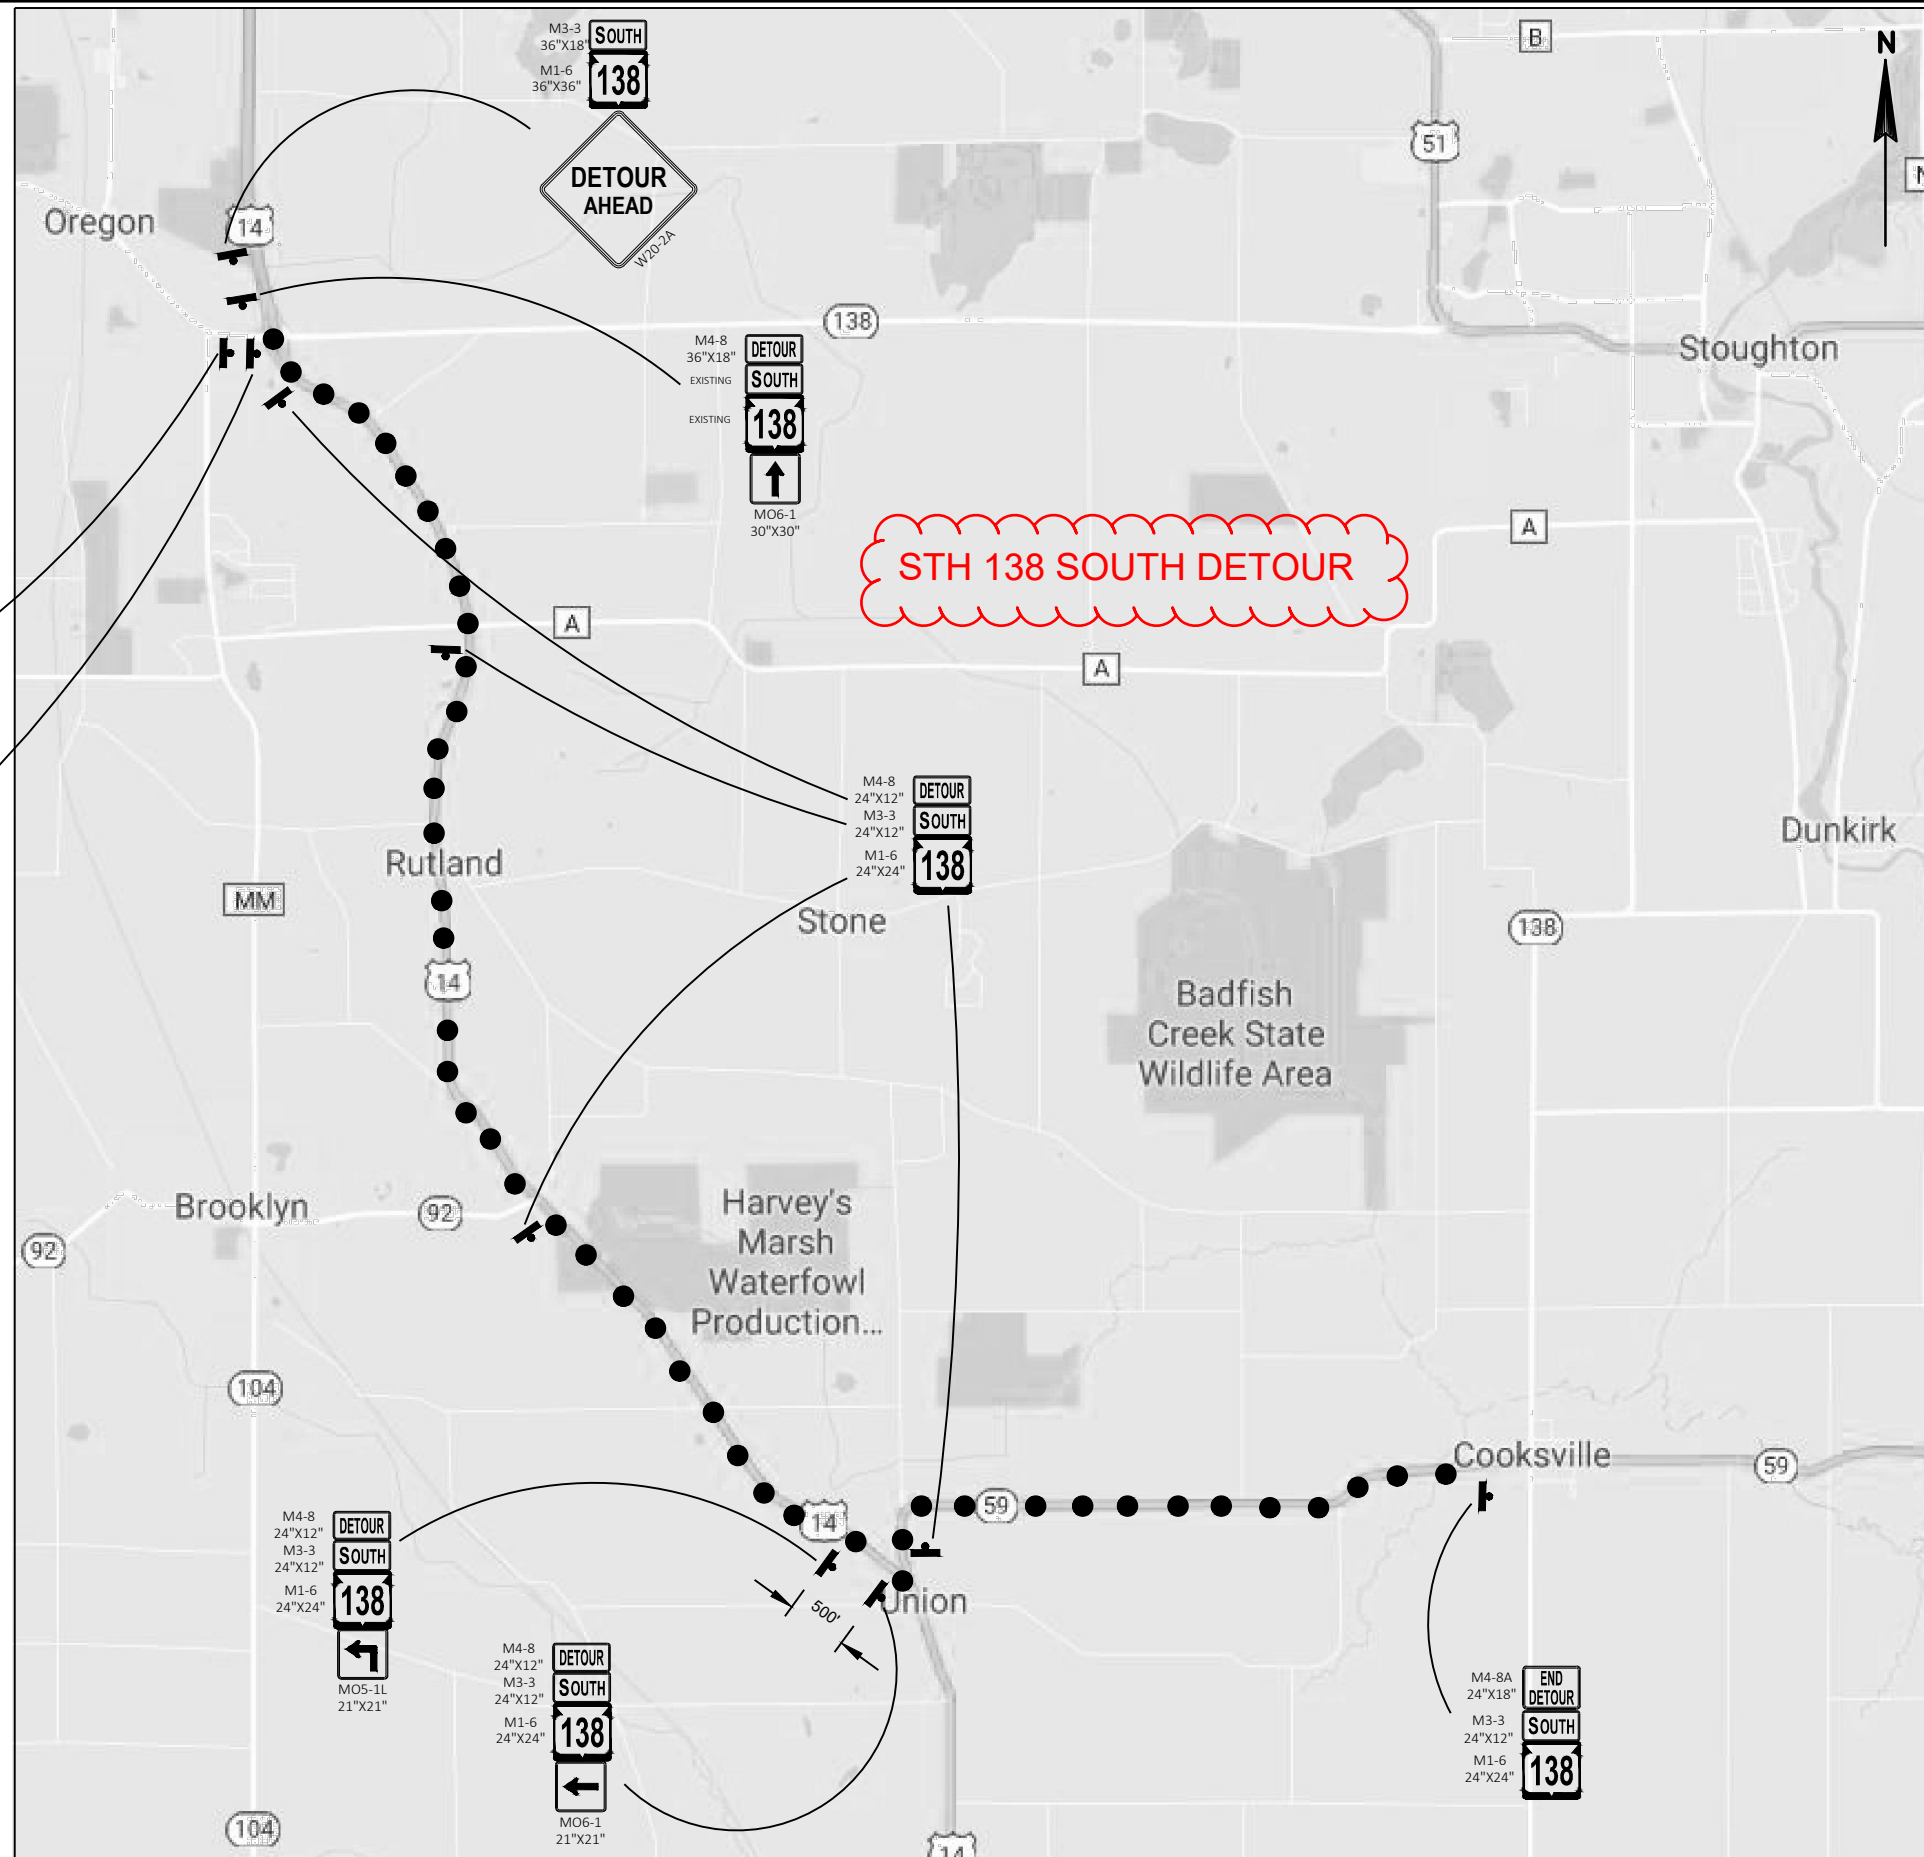 M3-3
36"X18"
SOUTH
M1-6
36"X36"
138
DETOUR
AHEAD
W20-2A
B
N
51
Oregon
14
138
Stoughton
M4-8
36"X18"
DETOUR
EXISTING
SOUTH
EXISTING
138
MO6-1
30"X30"
STH 138 SOUTH DETOUR
A
A
A
M4-8
24"X12"
DETOUR
M3-3
24"X12"
SOUTH
M1-6
24"X24"
138
Dunkirk
Rutland
MM
Stone
138
14
Badfish
Creek State
Wildlife Area
Brooklyn
92
92
Harvey's
Marsh
Waterfowl
Production...
104
Cooksville
59
59
14
M4-8
24"X12"
DETOUR
M3-3
24"X12"
SOUTH
M1-6
24"X24"
138
MO5-1L
21"X21"
500'
Union
M4-8
24"X12"
DETOUR
M3-3
24"X12"
SOUTH
M1-6
24"X24"
138
MO6-1
21"X21"
M4-8A
24"X18"
END
DETOUR
M3-3
24"X12"
SOUTH
M1-6
24"X24"
138
104
14